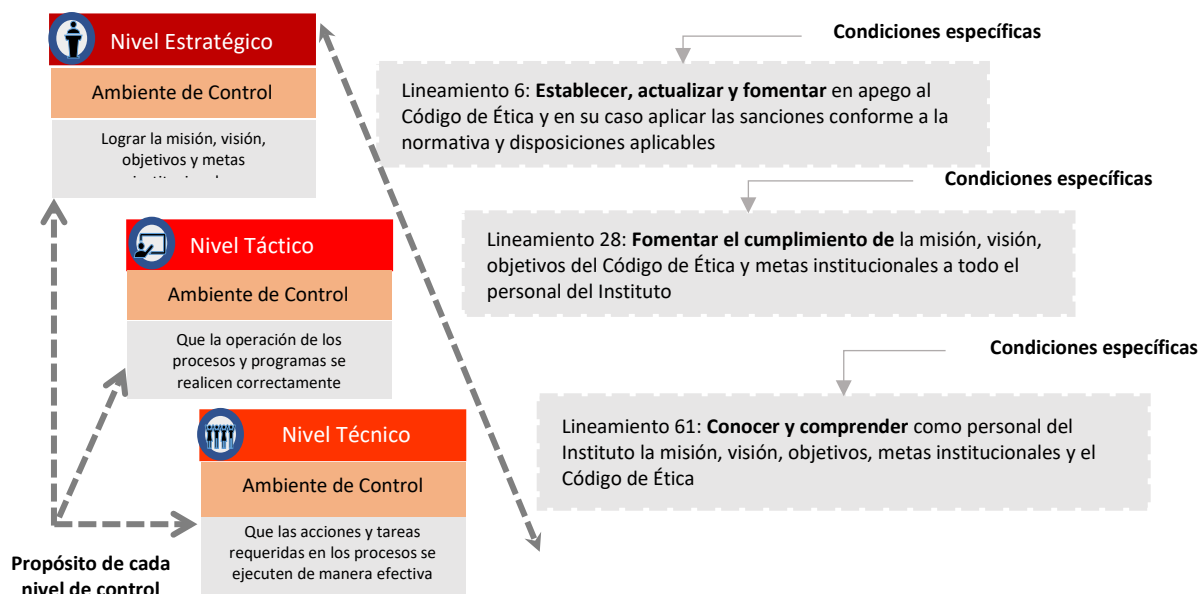 Nivel Estratégico
Ambiente de Control
Lograr la misión, visión,
objetivos y metas
Condiciones específicas
Lineamiento 6: Establecer, actualizar y fomentar en apego al
Código de Ética y en su caso aplicar las sanciones conforme a la
normativa y disposiciones aplicables
Nivel Táctico
Ambiente de Control
Que la operación de los
procesos y programas se
realicen correctamente
Condiciones específicas
Lineamiento 28: Fomentar el cumplimiento de la misión, visión,
objetivos del Código de Ética y metas institucionales a todo el
personal del Instituto
Nivel Técnico
Ambiente de Control
Que las acciones y tareas
requeridas en los procesos se
ejecuten de manera efectiva
Condiciones específicas
Lineamiento 61: Conocer y comprender como personal del
Instituto la misión, visión, objetivos, metas institucionales y el
Código de Ética
Propósito de cada
nivel de control